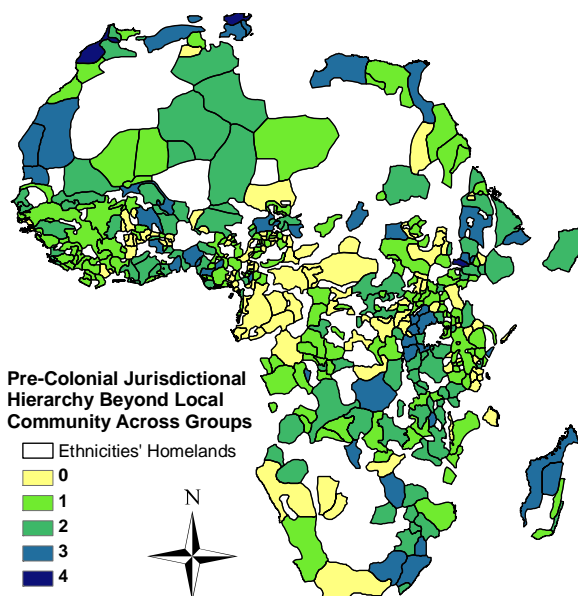 Pre-Colonial Jurisdictional
Hierarchy Beyond Local
Community Across Groups
Ethnicities' Homelands
0
1
2
3
4
N